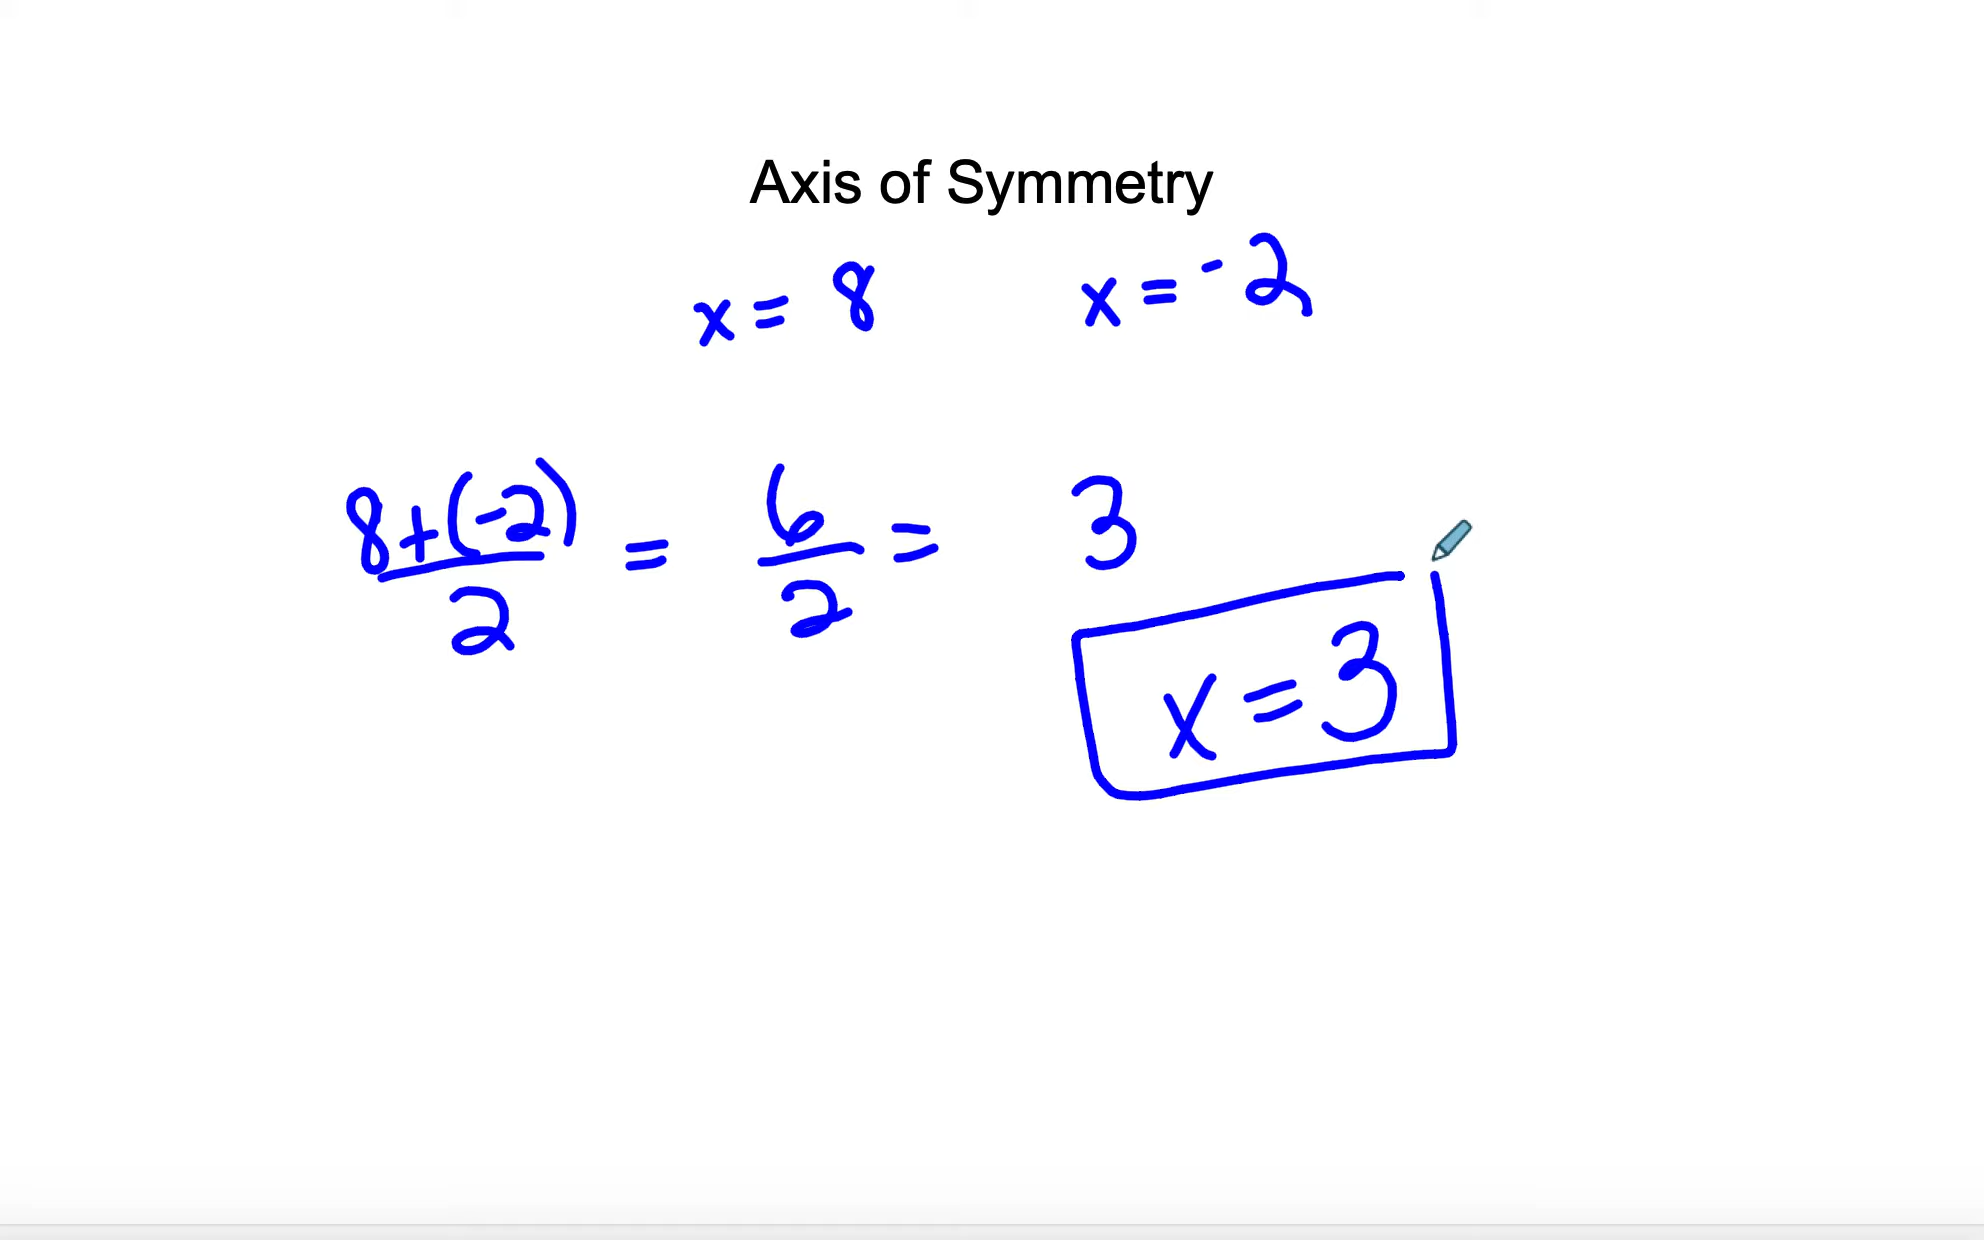 Axis of Symmetry
x = 8 x = -2
8+(-2)/2 = 6/2 = 3
x = 3